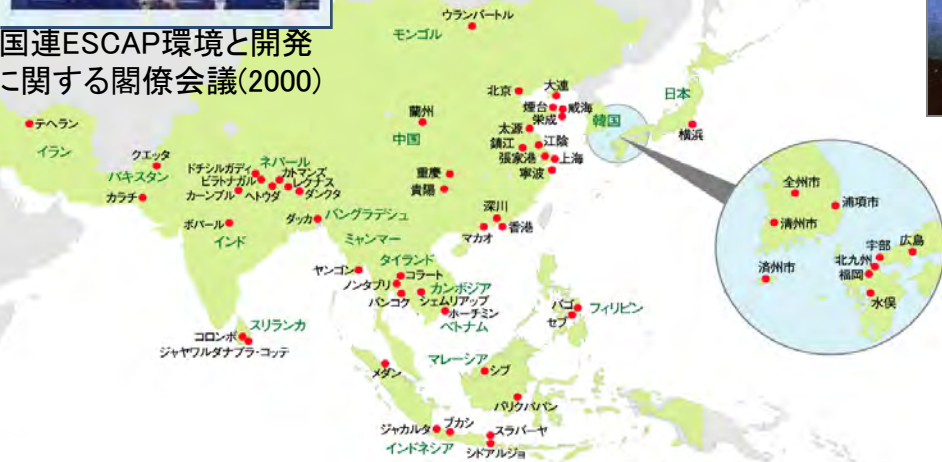 国連ESCAP環境と開発
に関する閣僚会議(2000)
ウランバートル
モンゴル
北京
大連
日本
煙台
威海
栄成
韓国
蘭州
太原
横浜
テヘラン
中国
鎮江
江陰
イラン
クエッタ
張家港
上海
ドチシルガディ
ネパール
カトマンズ
寧波
パキスタン
ビラトナガル
レクナス
重慶
カラチ
カーンプル
ヘトウダ
ダンクタ
貴陽
全州市
浦項市
深川
ダッカ
バングラデシュ
清州市
ボパール
香港
インド
マカオ
ミャンマー
宇部
広島
タイランド
北九州
済州市
ヤンゴン
コラート
福岡
ノンタブリ
カンボジア
バンコク
シェムリアップ
水俣
ホーチミン
バゴ
フィリピン
ベトナム
セブ
スリランカ
コロンボ
ジャヤワルダナプラ・コッテ
マレーシア
メダン
シブ
バリクパパン
ジャカルタ
ブカシ
スラバーヤ
インドネシア
シドアルジョ